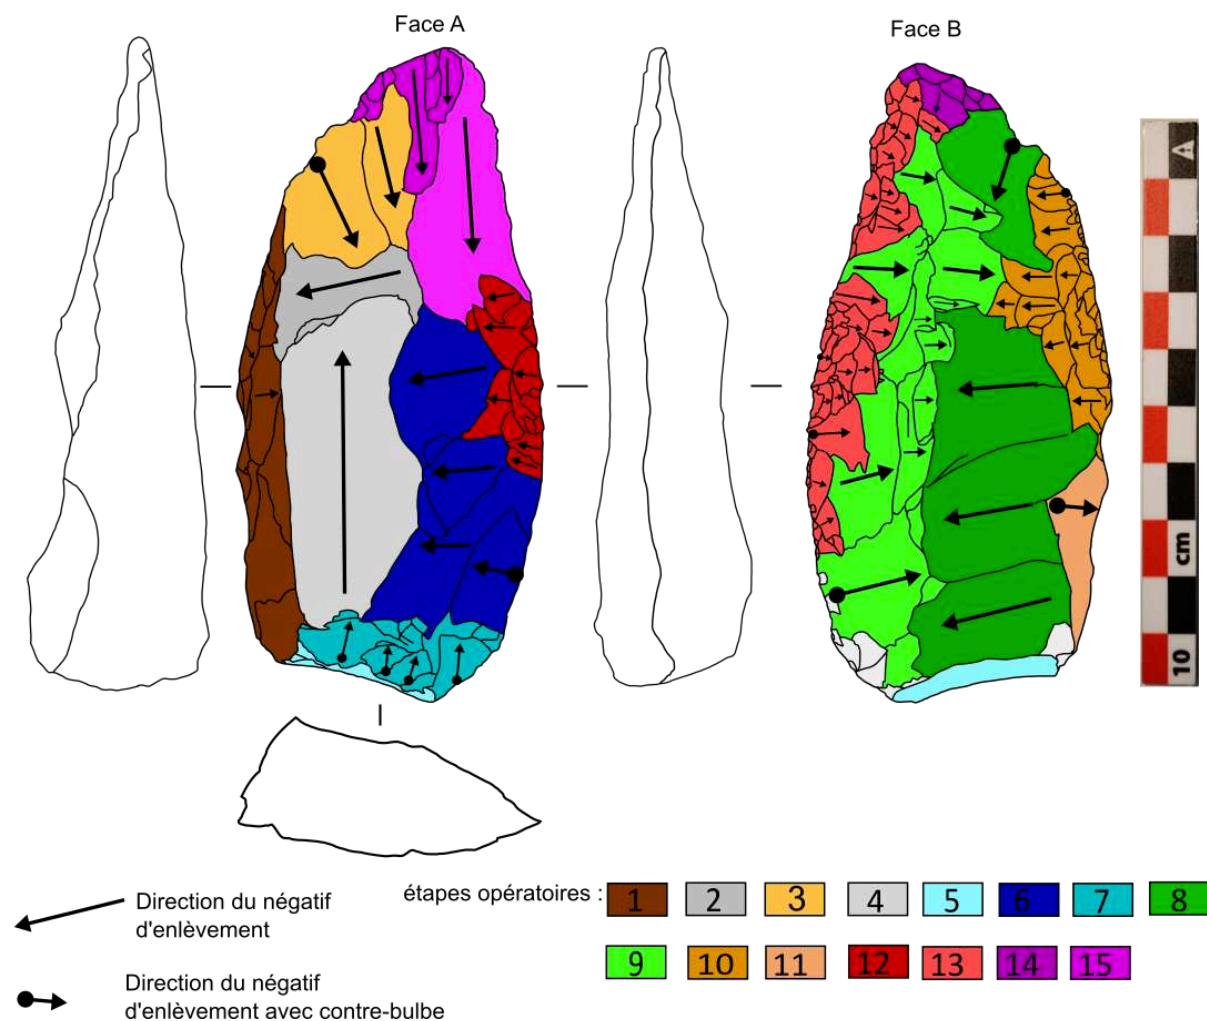 Face A
Face B
A
cm
10
Direction du négatif
d'enlèvement
Direction du négatif
d'enlèvement avec contre-bulbe
étapes opératoires :
1 2 3 4 5 6 7 8
9 10 11 12 13 14 15